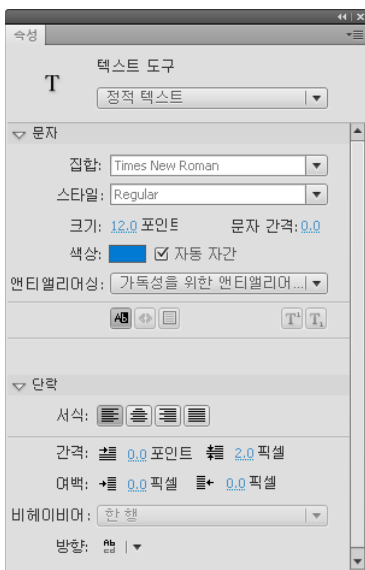 속성
T 텍스트 도구
정적 텍스트
문자
집합: Times New Roman
스타일: Regular
크기: 12.0 포인트 문자 간격: 0.0
색상: 자동 자간
앤티앨리어싱: 가독성을 위한 앤티앨리어...
AB T¹ T₁
단락
서식:
간격: 0.0 포인트 2.0 픽셀
여백: 0.0 픽셀 0.0 픽셀
비헤이비어: 한 행
방향: Ab